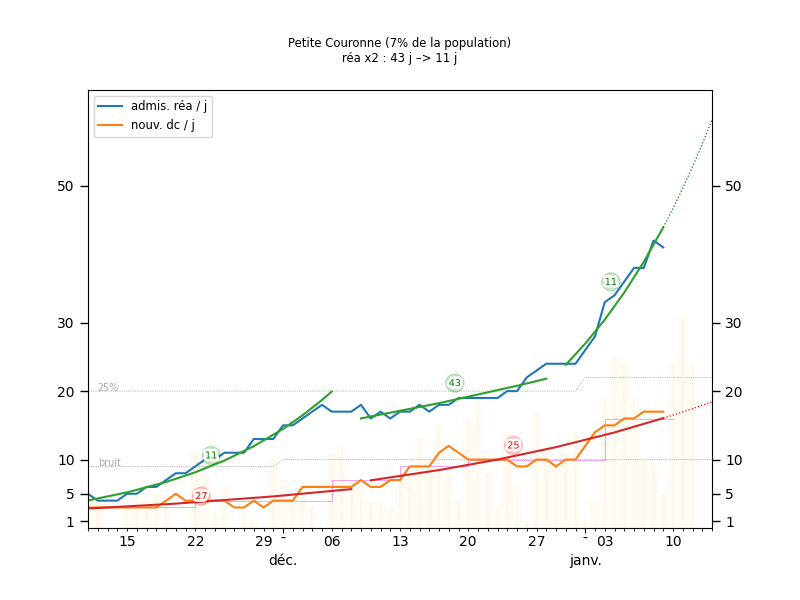 Petite Couronne (7% de la population)
réa x2 : 43 j –> 11 j
admis. réa / j
nouv. dc / j
50 50
30 30
43
11
25%
20 20
25
11
bruit
10 10
27
5 5
1 1
15 22 29 - 06 13 20 27 - 03 10
déc. janv.